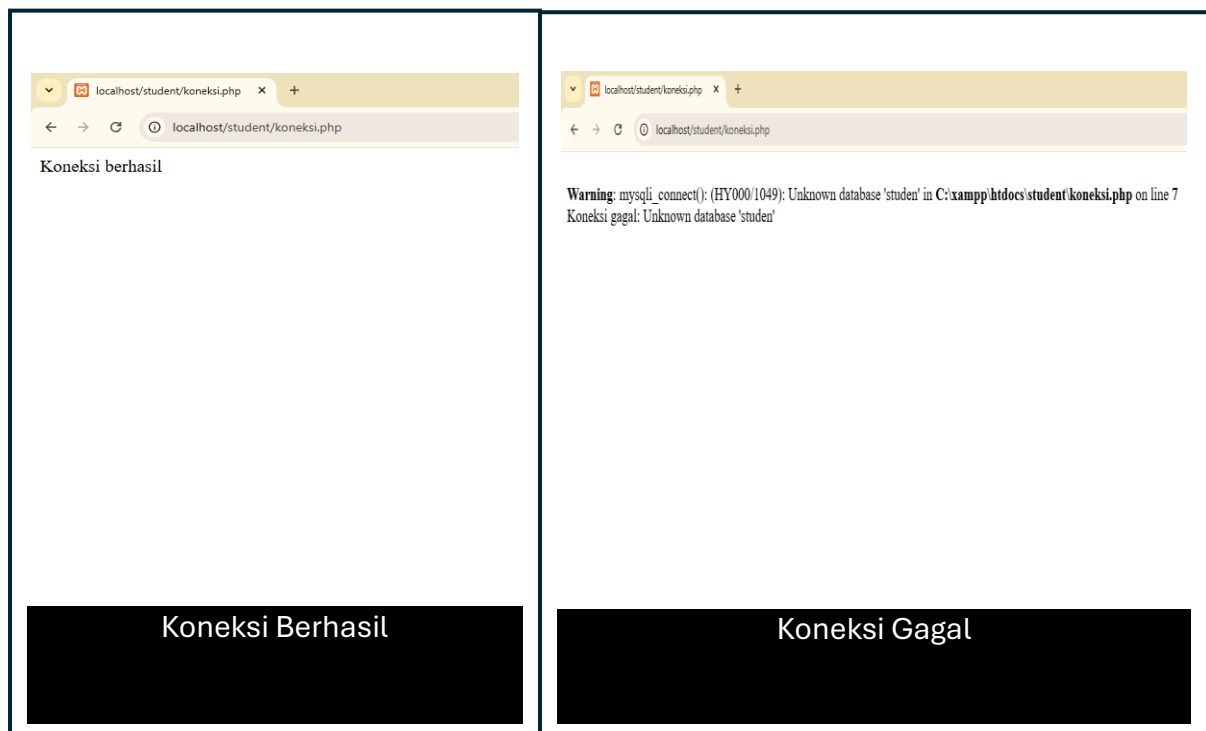 localhost/student/koneksi.php
localhost/student/koneksi.php
Koneksi berhasil
Koneksi Berhasil
localhost/student/koneksi.php
localhost/student/koneksi.php
Warning: mysqli_connect(): (HY000/1049): Unknown database 'studen' in C:\xampp\htdocs\student\koneksi.php on line 7
Koneksi gagal: Unknown database 'studen'
Koneksi Gagal